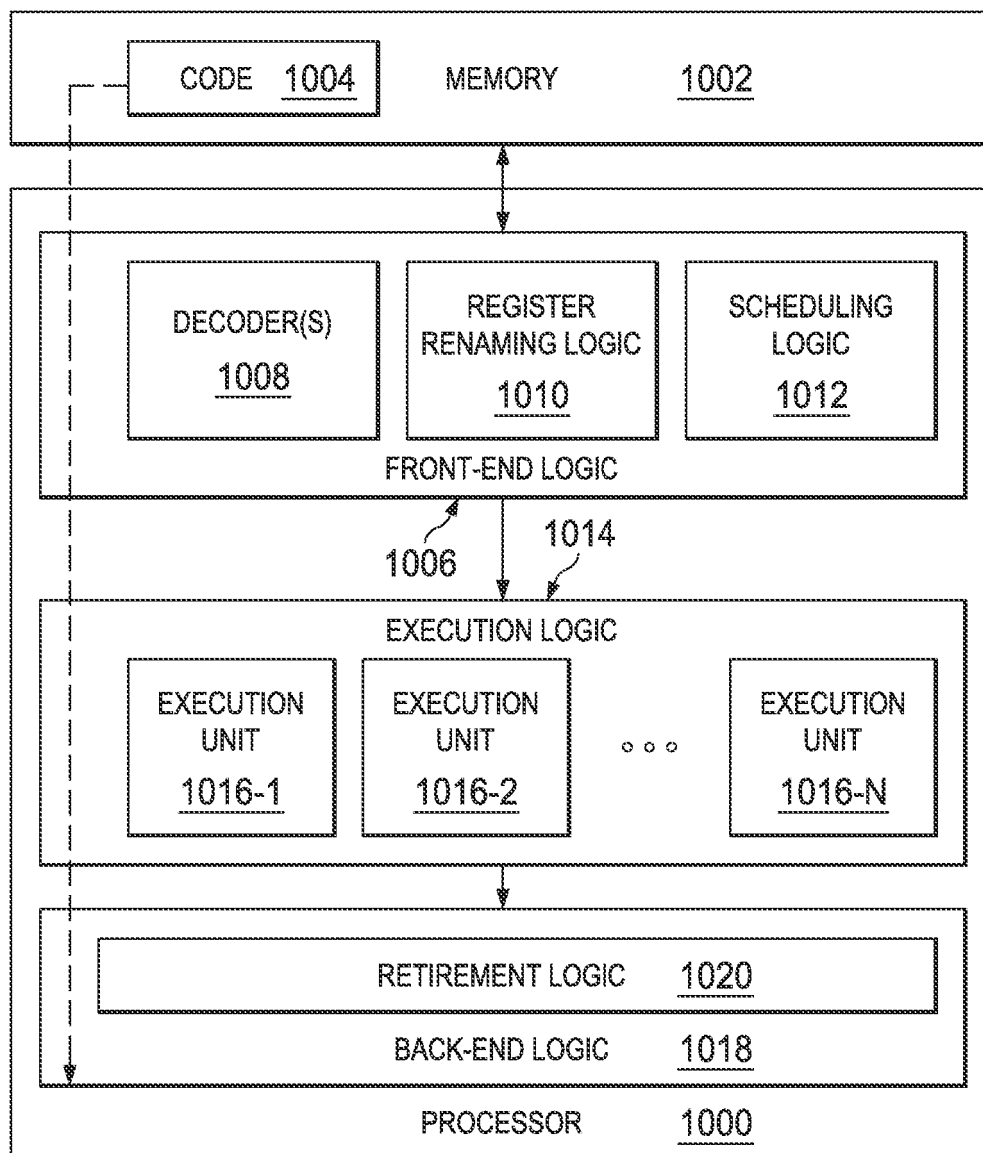 CODE 1004 MEMORY 1002
DECODER(S)
1008
REGISTER
RENAMING LOGIC
1010
SCHEDULING
LOGIC
1012
FRONT-END LOGIC
1006
1014
EXECUTION LOGIC
EXECUTION
UNIT
1016-1
EXECUTION
UNIT
1016-2
EXECUTION
UNIT
1016-N
RETIREMENT LOGIC 1020
BACK-END LOGIC 1018
PROCESSOR 1000